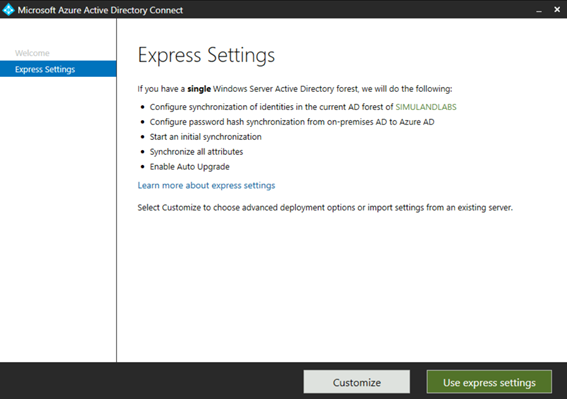 Microsoft Azure Active Directory Connect
Welcome
Express Settings
Express Settings
If you have a single Windows Server Active Directory forest, we will do the following:
• Configure synchronization of identities in the current AD forest of SIMULANDLABS
• Configure password hash synchronization from on-premises AD to Azure AD
• Start an initial synchronization
• Synchronize all attributes
• Enable Auto Upgrade
Learn more about express settings
Select Customize to choose advanced deployment options or import settings from an existing server.
Customize
Use express settings